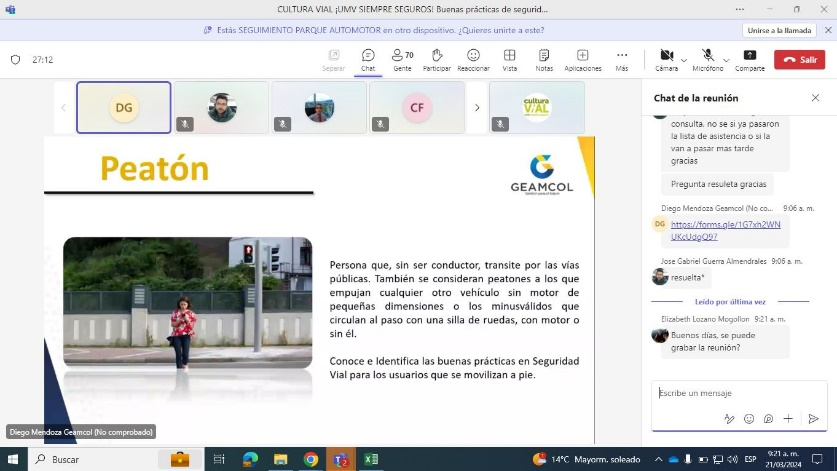 CULTURA VIAL ¡UMV SIEMPRE SEGUROS! Buenas prácticas de segurid...
Estás SEGUIMIENTO PARQUE AUTOMOTOR en otro dispositivo. ¿Quieres unirte a este?
Unirse a la llamada
27:12
Separar
Chat
70
Gente
Participar
Reaccionar
Vista
Notas
Aplicaciones
Más
Cámara
Micrófono
Comparte
Salir
DG
CF
cultura
VIAL
Peatón
GEAMCOL
Persona que, sin ser conductor, transite por las vías
públicas. También se consideran peatones a los que
empujan cualquier otro vehículo sin motor de
pequeñas dimensiones o los minusválidos que
circulan al paso con una silla de ruedas, con motor o
sin él.
Conoce e Identifica las buenas prácticas en Seguridad
Vial para los usuarios que se movilizan a pie.
Diego Mendoza Geamcol (No comprobado)
Chat de la reunión
consulta, no se si ya pasaron
la lista de asistencia o si la
van a pasar mas tarde
gracias
Pregunta resuleta gracias
Diego Mendoza Geamcol (No co... 9:06 a. m.
DG
https://forms.gle/1G7xh2WN
UKcUdgQ97
Jose Gabriel Guerra Almendrales 9:06 a. m.
resuelta*
Leído por última vez
Elizabeth Lozano Mogollon 9:21 a. m.
Buenos días, se puede
grabar la reunión?
Escribe un mensaje
Buscar
14°C Mayorm. soleado
ESP
9:21 a. m.
21/03/2024